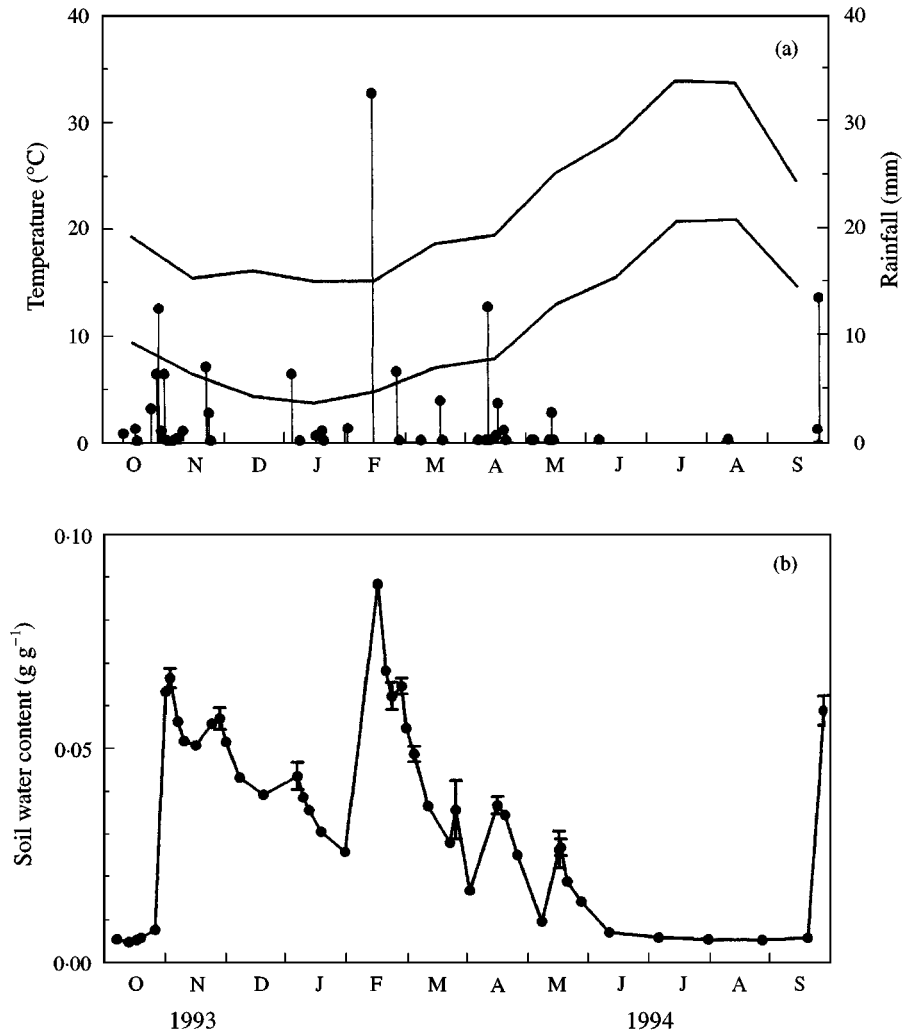 40
40
(a)
30
30
Temperature (°C)
Rainfall (mm)
20
20
10
10
0
0
O N D J F M A M J J A S
0·10
(b)
Soil water content (g g⁻¹)
0·05
0·00
O N D J F M A M J J A S
1993 1994